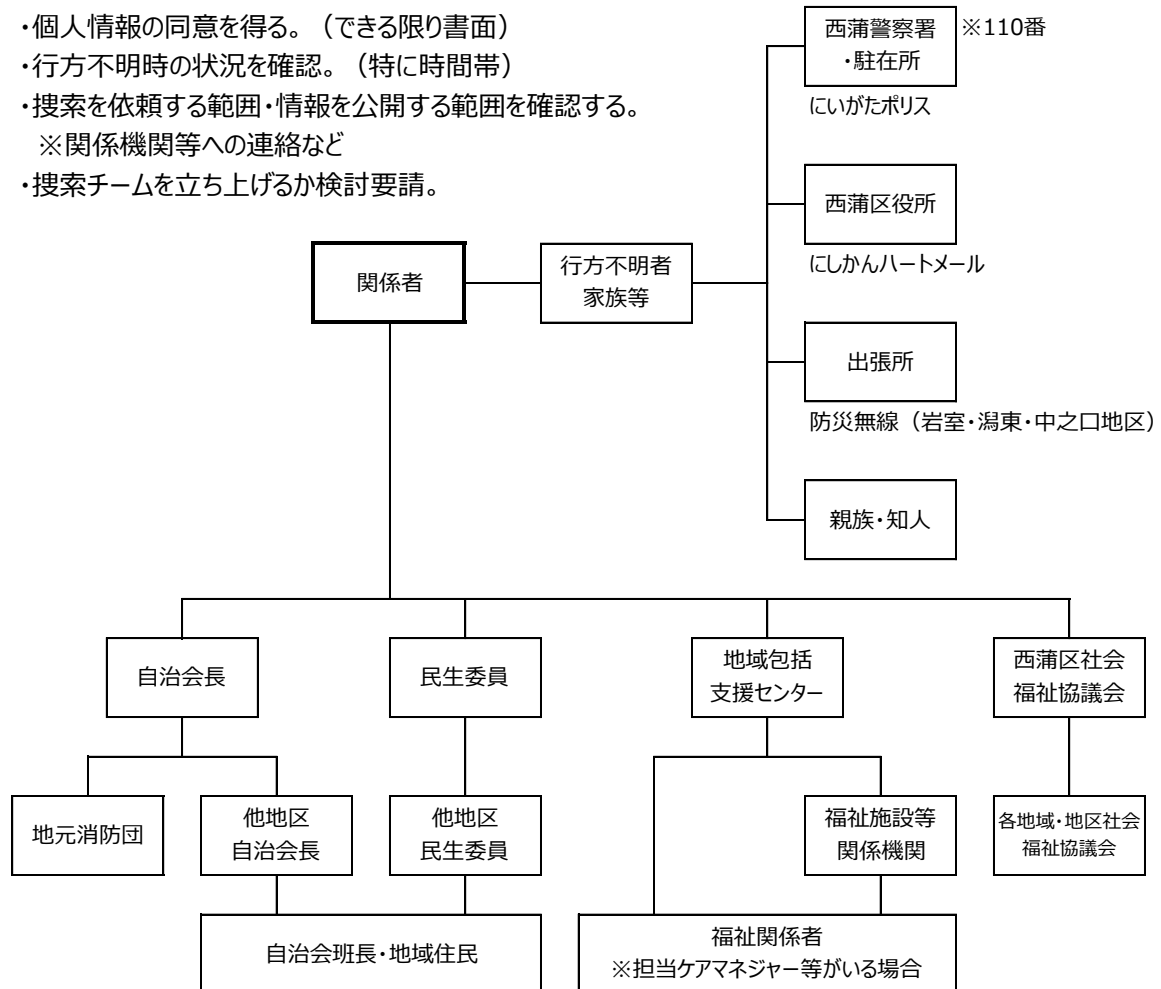 ・個人情報の同意を得る。（できる限り書面）
・行方不明時の状況を確認。（特に時間帯）
・捜索を依頼する範囲・情報を公開する範囲を確認する。
※関係機関等への連絡など
・捜索チームを立ち上げるか検討要請。
西蒲警察署
・駐在所
※110番
にいがたポリス
西蒲区役所
にしかんハートメール
関係者
行方不明者
家族等
出張所
防災無線（岩室・潟東・中之口地区）
親族・知人
自治会長
民生委員
地域包括
支援センター
西蒲区社会
福祉協議会
地元消防団
他地区
自治会長
他地区
民生委員
福祉施設等
関係機関
各地域・地区社会
福祉協議会
自治会班長・地域住民
福祉関係者
※担当ケアマネジャー等がいる場合